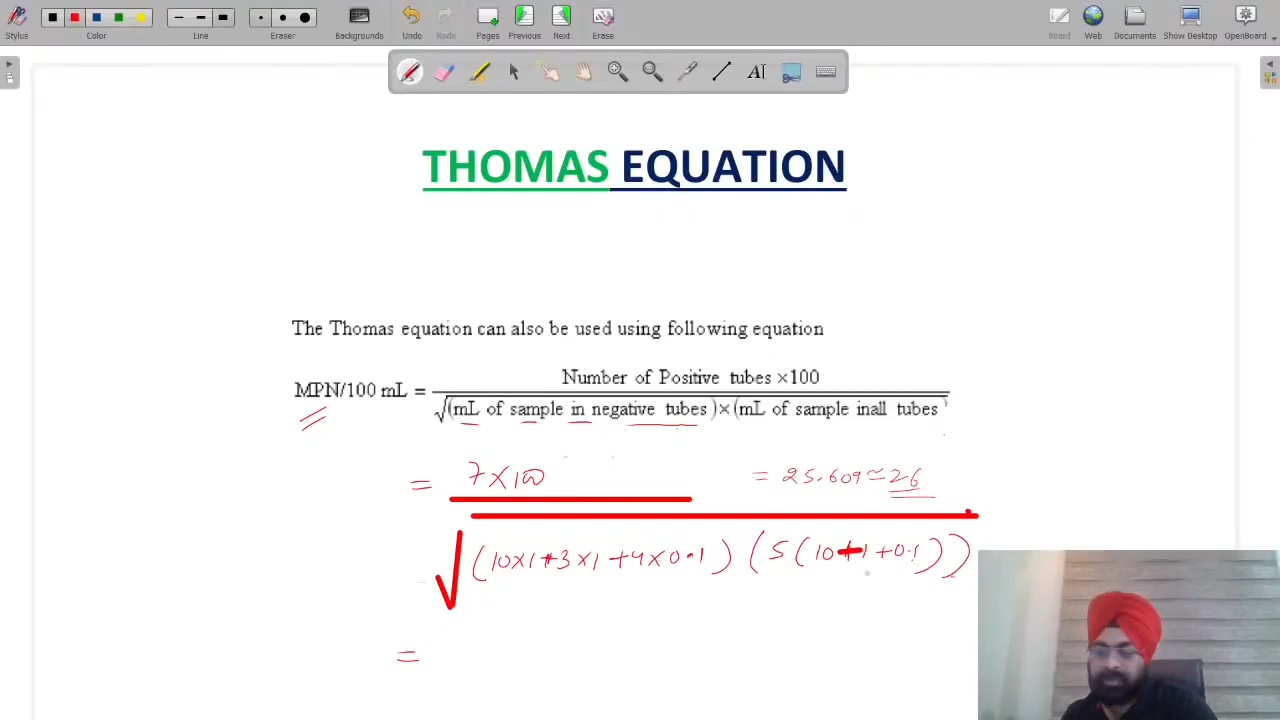 Stylus Color Line Eraser Backgrounds Undo Redo Pages Previous Next Erase Board Web Documents Show Desktop OpenBoard
THOMAS EQUATION
The Thomas equation can also be used using following equation
Number of Positive tubes ×100
MPN/100 mL =
√(mL of sample in negative tubes)×(mL of sample inall tubes)
= 7×100
= 25.609≃26
√(10×1+3×1+4×0.1)(5(10+1+0.1))
=